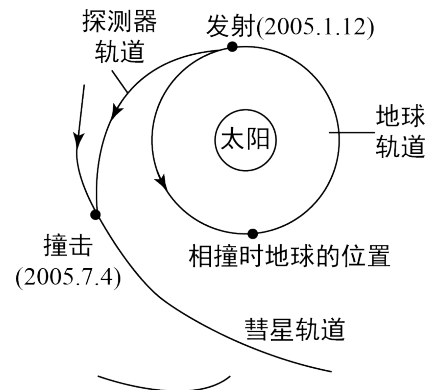 探测器
轨道
发射(2005.1.12)
地球
轨道
太阳
撞击
(2005.7.4)
相撞时地球的位置
彗星轨道